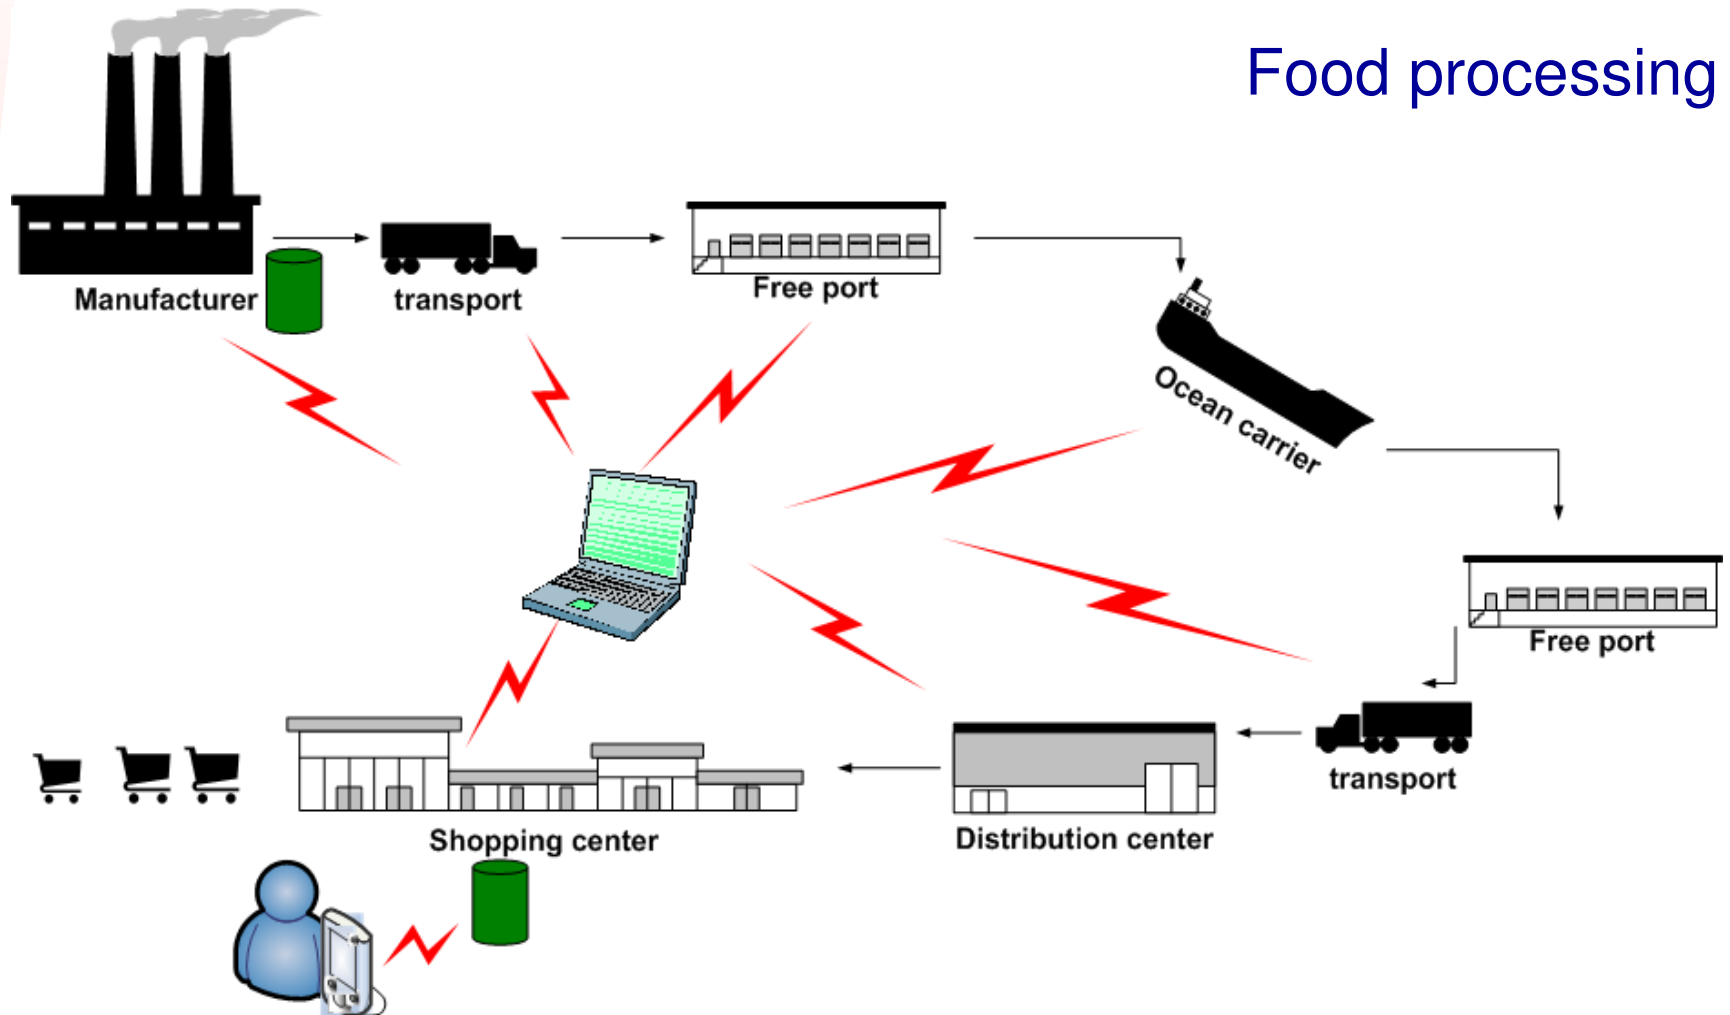 Food processing
Manufacturer
transport
Free port
Ocean carrier
Free port
transport
Distribution center
Shopping center